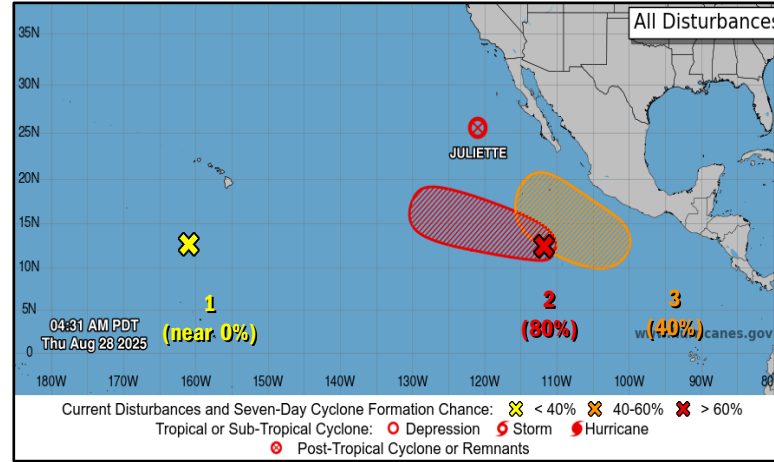 All Disturbances
35N
30N
25N
JULIETTE
20N
15N
10N
5N
1
2
3
04:31 AM PDT
(near 0%)
(80%)
(40%)
Thu Aug 28 2025
0
180W 170W 160W 150W 140W 130W 120W 110W 100W 90W 80
Current Disturbances and Seven-Day Cyclone Formation Chance: < 40% 40-60% > 60%
Tropical or Sub-Tropical Cyclone: Depression Storm Hurricane
Post-Tropical Cyclone or Remnants